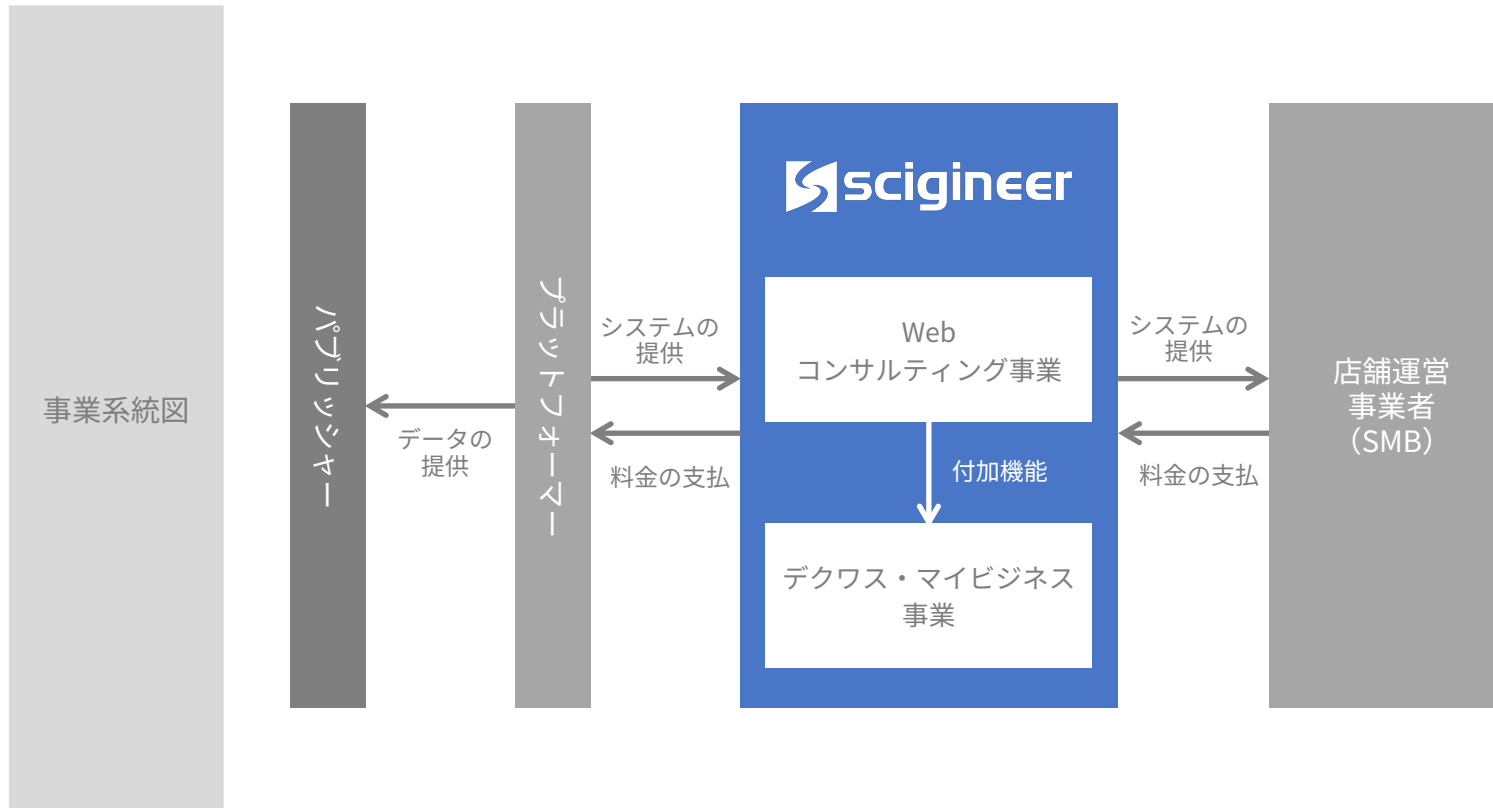 事業系統図
パブリッシャー
データの
提供
プラットフォーマー
システムの
提供
料金の支払
scigineer
Web
コンサルティング事業
付加機能
デクワス・マイビジネス
事業
システムの
提供
料金の支払
店舗運営
事業者
（SMB）